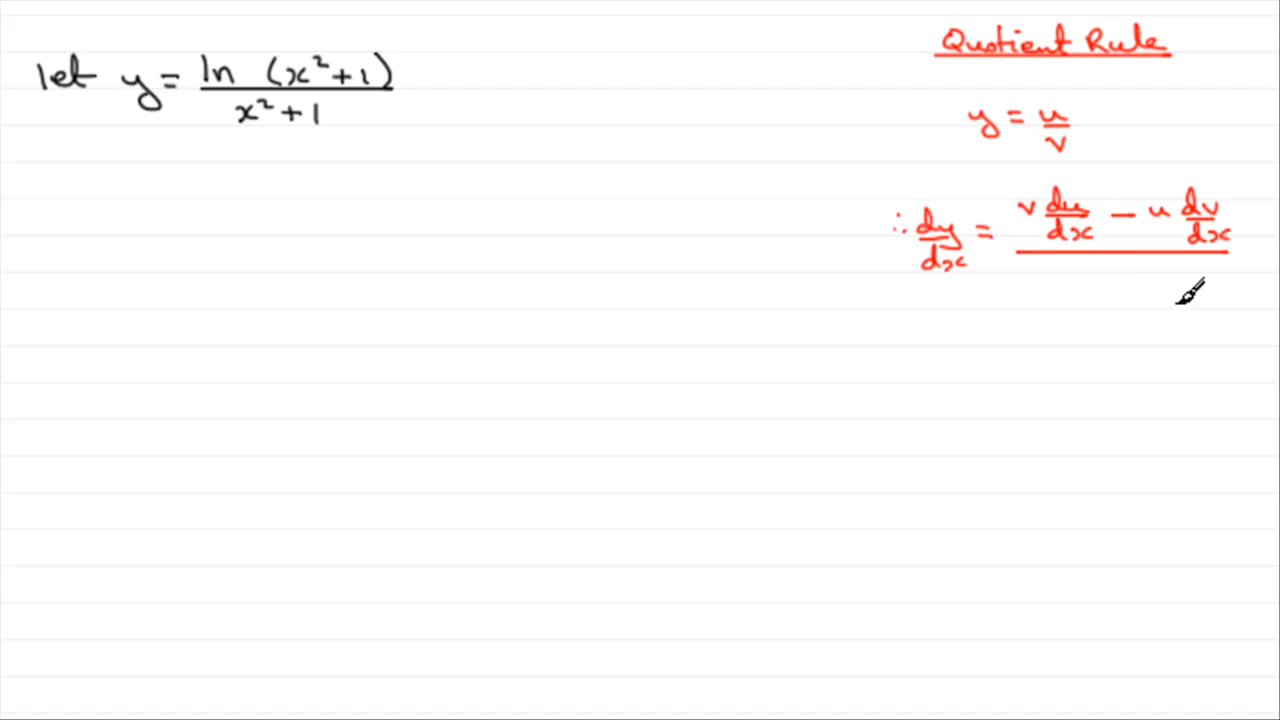 let y = ln (x²+1) / x²+1
Quotient Rule
y = u/v
∴ dy/dx = v du/dx − u dv/dx